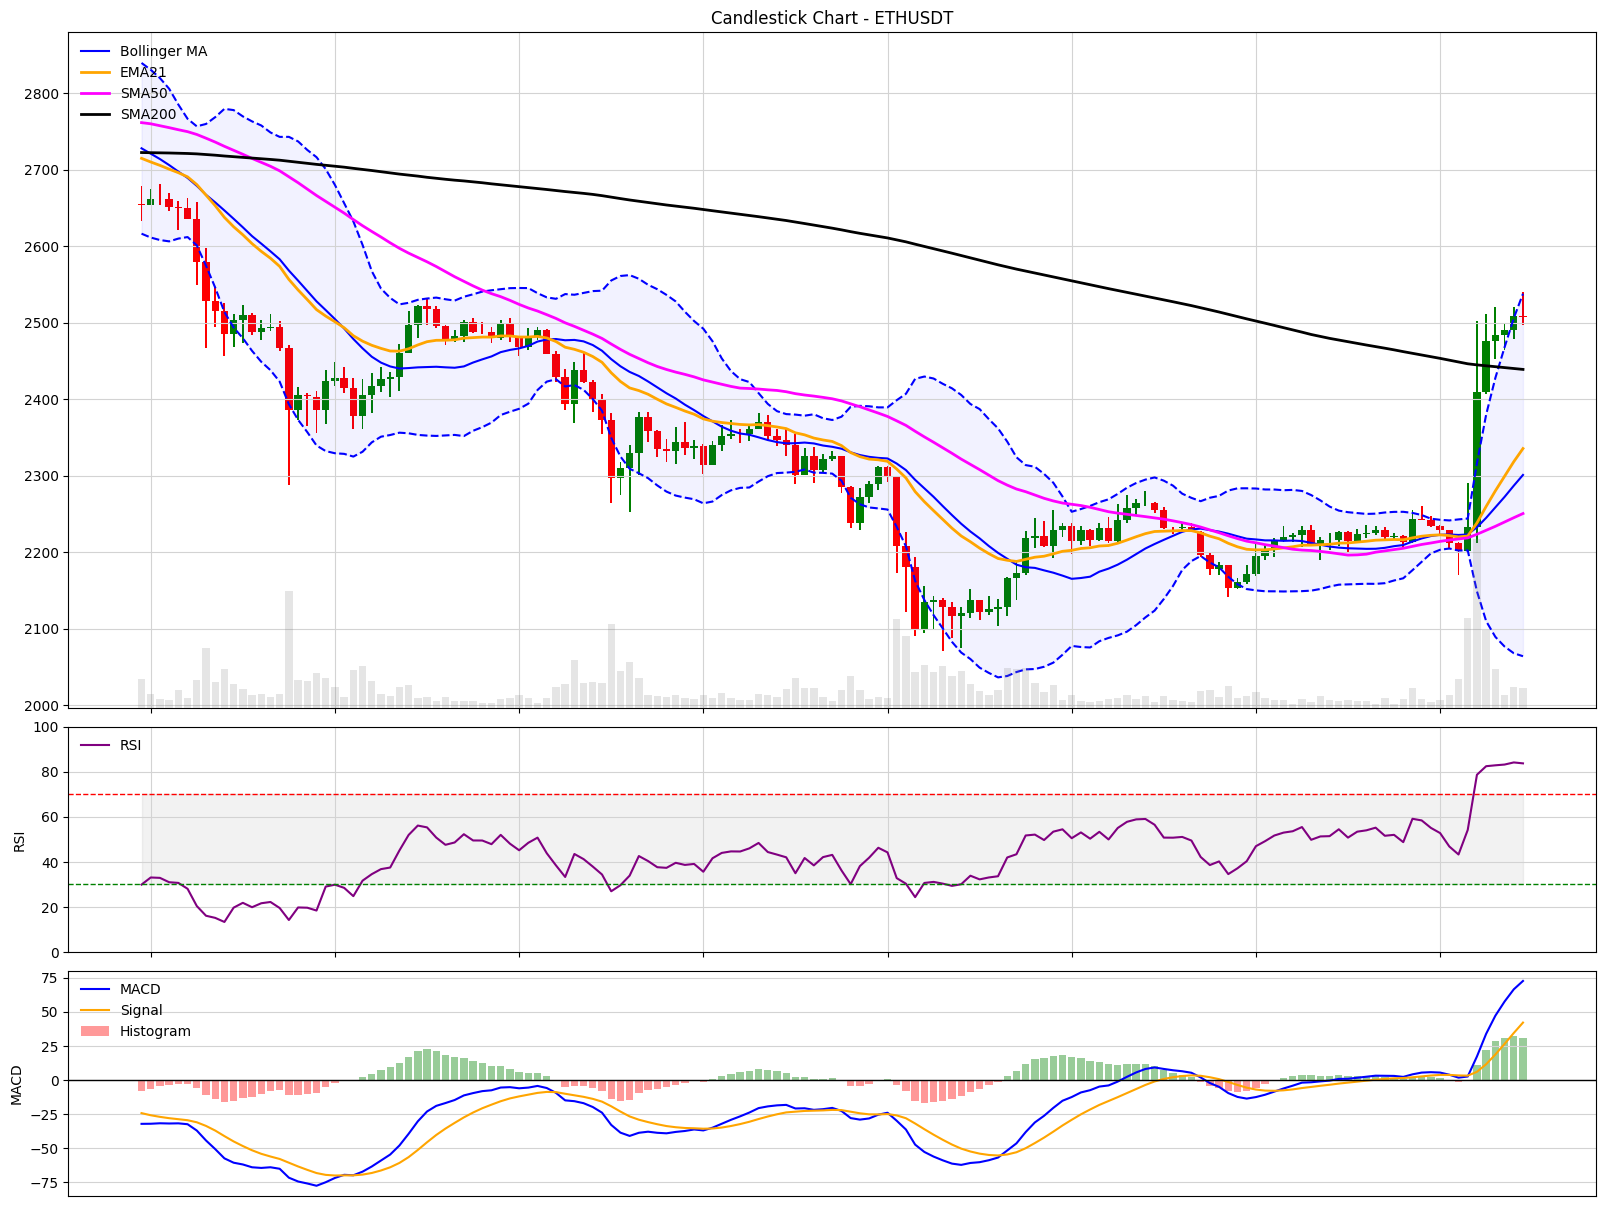 Candlestick Chart - ETHUSDT
Bollinger MA
EMA21
SMA50
SMA200
2800
2700
2600
2500
2400
2300
2200
2100
2000
RSI
100
80
60
40
20
0
RSI
MACD
Signal
Histogram
75
50
25
0
−25
−50
−75
MACD